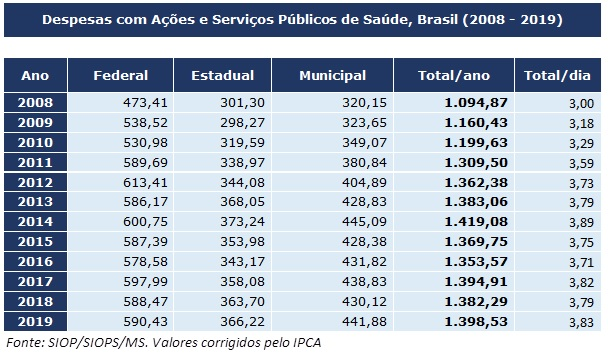 Despesas com Ações e Serviços Públicos de Saúde, Brasil (2008 - 2019)
Ano Federal Estadual Municipal Total/ano Total/dia
2008 473,41 301,30 320,15 1.094,87 3,00
2009 538,52 298,27 323,65 1.160,43 3,18
2010 530,98 319,59 349,07 1.199,63 3,29
2011 589,69 338,97 380,84 1.309,50 3,59
2012 613,41 344,08 404,89 1.362,38 3,73
2013 586,17 368,05 428,83 1.383,06 3,79
2014 600,75 373,24 445,09 1.419,08 3,89
2015 587,39 353,98 428,38 1.369,75 3,75
2016 578,58 343,17 431,82 1.353,57 3,71
2017 597,99 358,08 438,83 1.394,91 3,82
2018 588,47 363,70 430,12 1.382,29 3,79
2019 590,43 366,22 441,88 1.398,53 3,83
Fonte: SIOP/SIOPS/MS. Valores corrigidos pelo IPCA